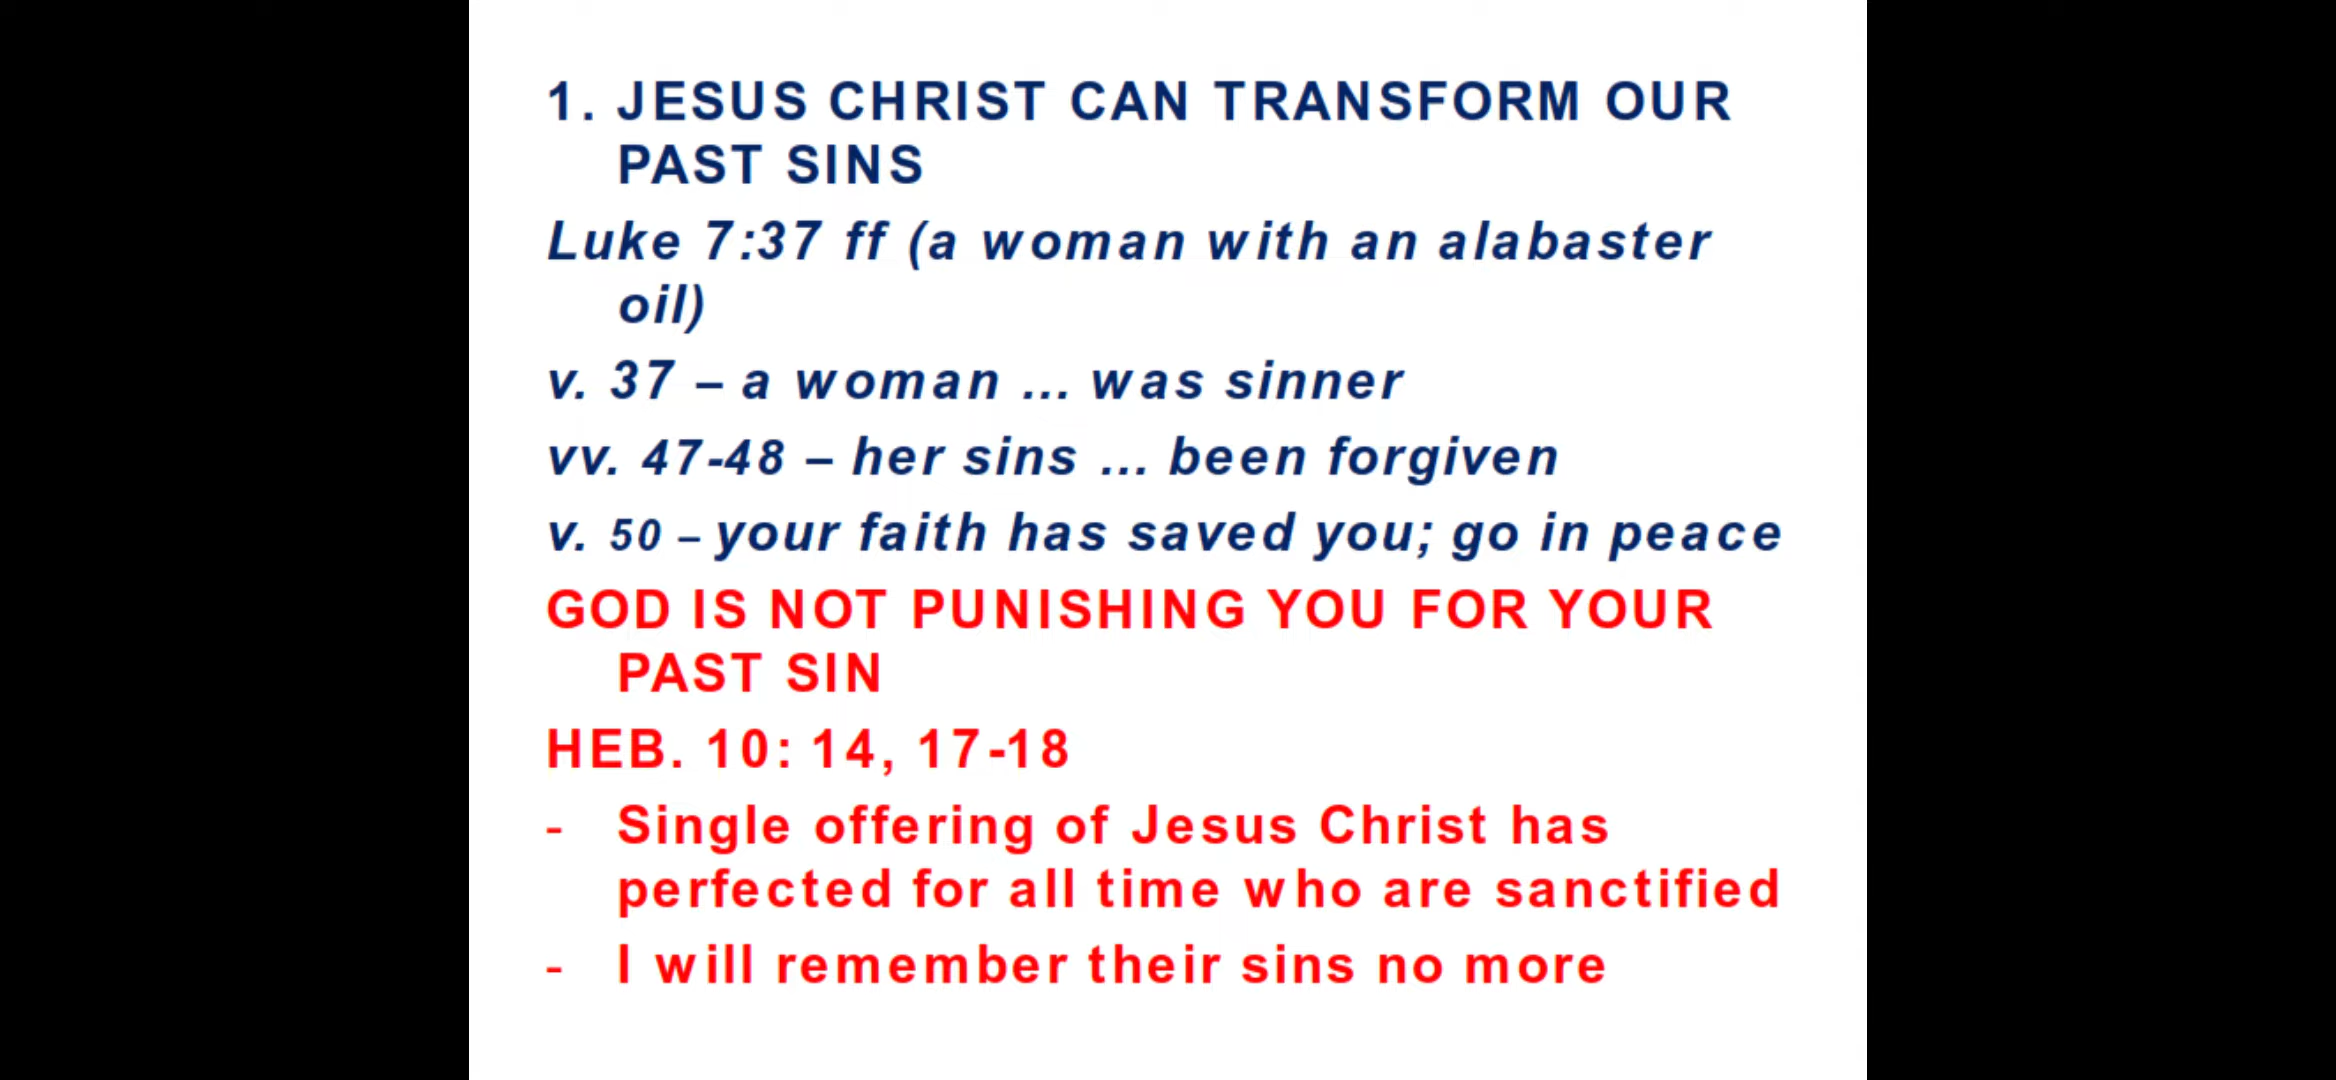 1. JESUS CHRIST CAN TRANSFORM OUR
PAST SINS
Luke 7:37 ff (a woman with an alabaster
oil)
v. 37 – a woman ... was sinner
vv. 47-48 – her sins ... been forgiven
v. 50 – your faith has saved you; go in peace
GOD IS NOT PUNISHING YOU FOR YOUR
PAST SIN
HEB. 10: 14, 17-18
- Single offering of Jesus Christ has
perfected for all time who are sanctified
- I will remember their sins no more